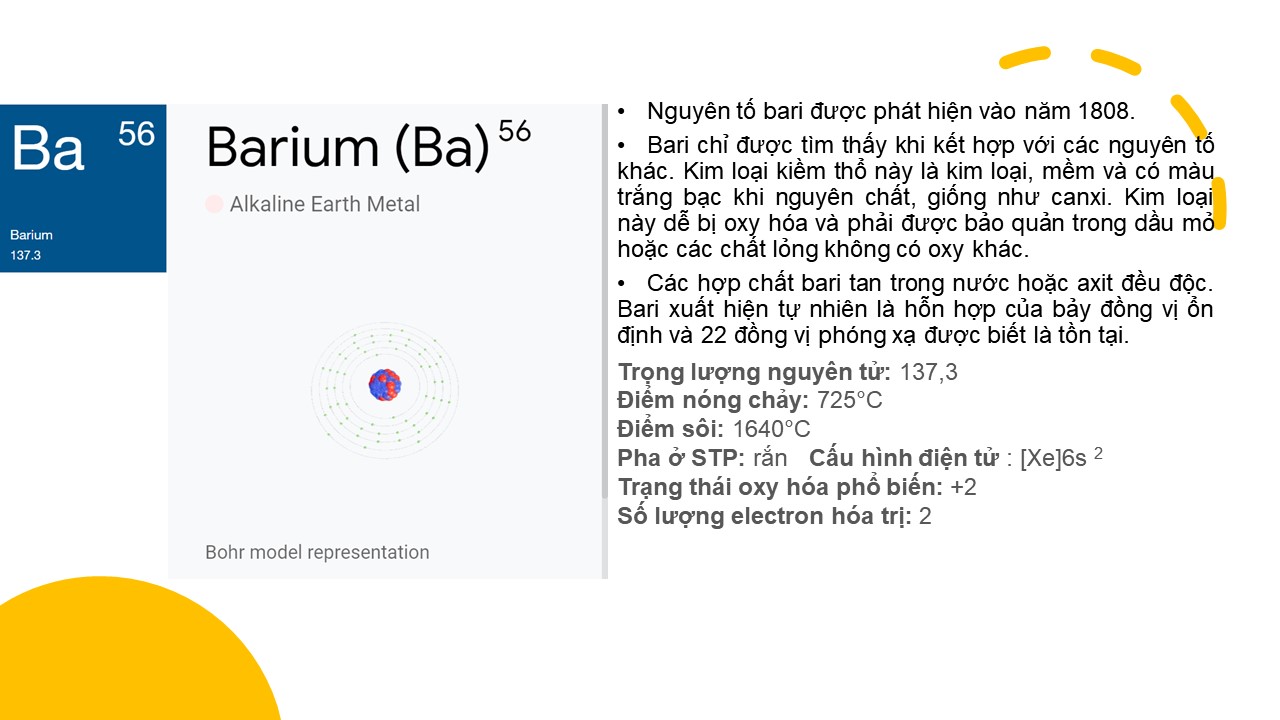 Ba 56
Barium
137.3
Barium (Ba) 56
Alkaline Earth Metal
Bohr model representation
• Nguyên tố bari được phát hiện vào năm 1808.
• Bari chỉ được tìm thấy khi kết hợp với các nguyên tố
khác. Kim loại kiềm thổ này là kim loại, mềm và có màu
trắng bạc khi nguyên chất, giống như canxi. Kim loại
này dễ bị oxy hóa và phải được bảo quản trong dầu mỏ
hoặc các chất lỏng không có oxy khác.
• Các hợp chất bari tan trong nước hoặc axit đều độc.
Bari xuất hiện tự nhiên là hỗn hợp của bảy đồng vị ổn
định và 22 đồng vị phóng xạ được biết là tồn tại.
Trọng lượng nguyên tử: 137,3
Điểm nóng chảy: 725°C
Điểm sôi: 1640°C
Pha ở STP: rắn Cấu hình điện tử : [Xe]6s 2
Trạng thái oxy hóa phổ biến: +2
Số lượng electron hóa trị: 2